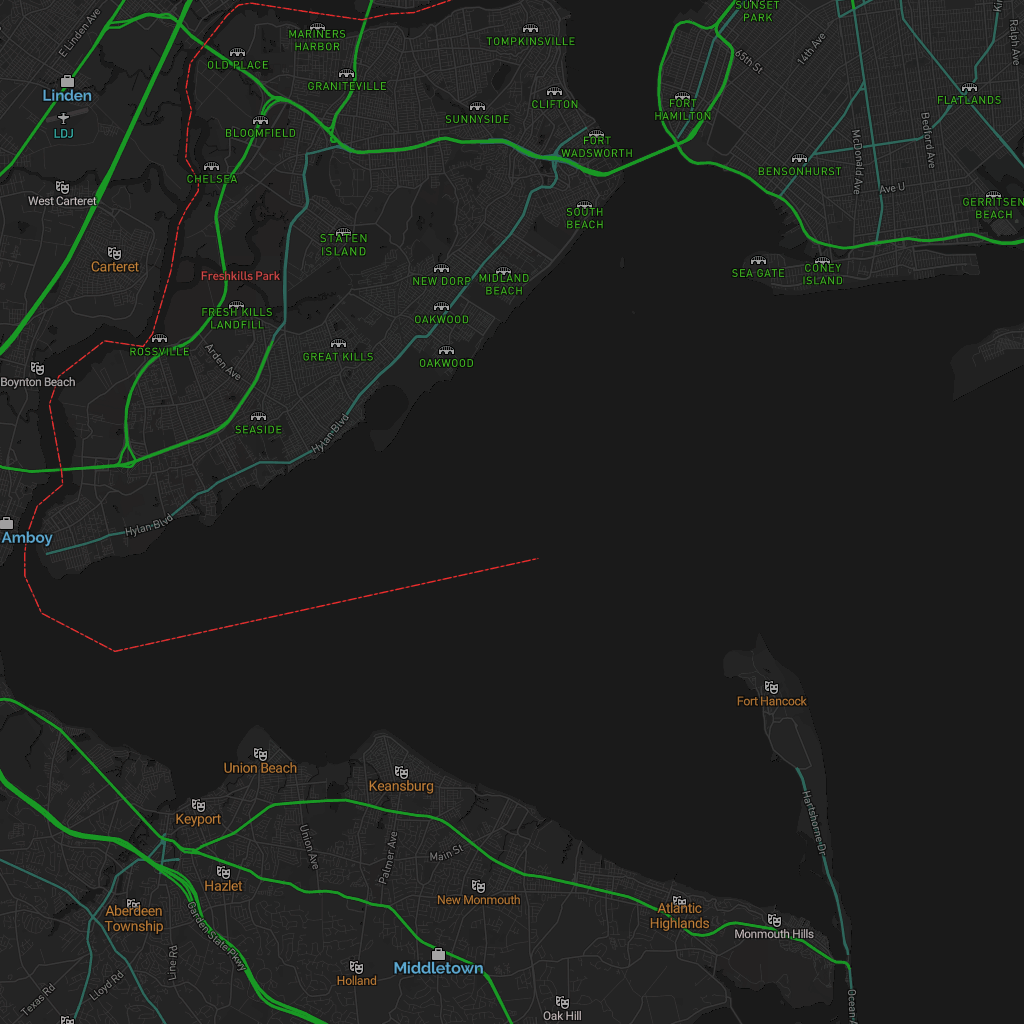 SUNSET
PARK
E Linden Ave
MARINERS
HARBOR
TOMPKINSVILLE
14th Ave
Ralph Ave
OLD PLACE
65th St
GRANITEVILLE
Linden
CLIFTON
FORT
HAMILTON
FLATLANDS
SUNNYSIDE
LDJ
BLOOMFIELD
FORT
WADSWORTH
McDonald Ave
Bedford Ave
BENSONHURST
CHELSEA
Ave U
West Carteret
GERRITSEN
BEACH
SOUTH
BEACH
STATEN
ISLAND
Carteret
SEA GATE
CONEY
ISLAND
Freshkills Park
NEW DORP
MIDLAND
BEACH
FRESH KILLS
LANDFILL
OAKWOOD
ROSSVILLE
GREAT KILLS
OAKWOOD
Arden Ave
Boynton Beach
SEASIDE
Hylan Blvd
Hylan Blvd
Amboy
Fort Hancock
Union Beach
Keansburg
Keyport
Hartshorne Dr
Union Ave
Palmer Ave
Main St
Hazlet
New Monmouth
Aberdeen
Township
Atlantic
Highlands
Garden State Pkwy
Monmouth Hills
Line Rd
Middletown
Holland
Lloyd Rd
Texas Rd
Ocean
Oak Hill